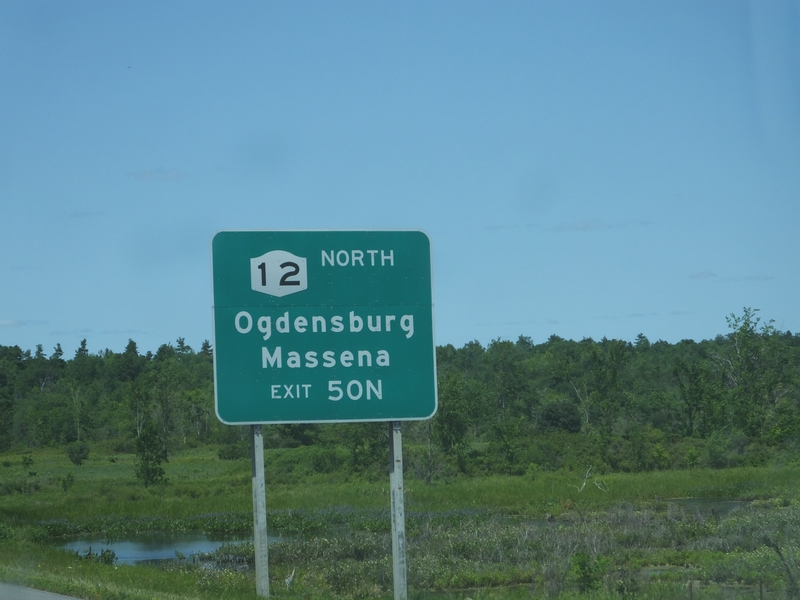 12 NORTH
Ogdensburg
Massena
EXIT 50N